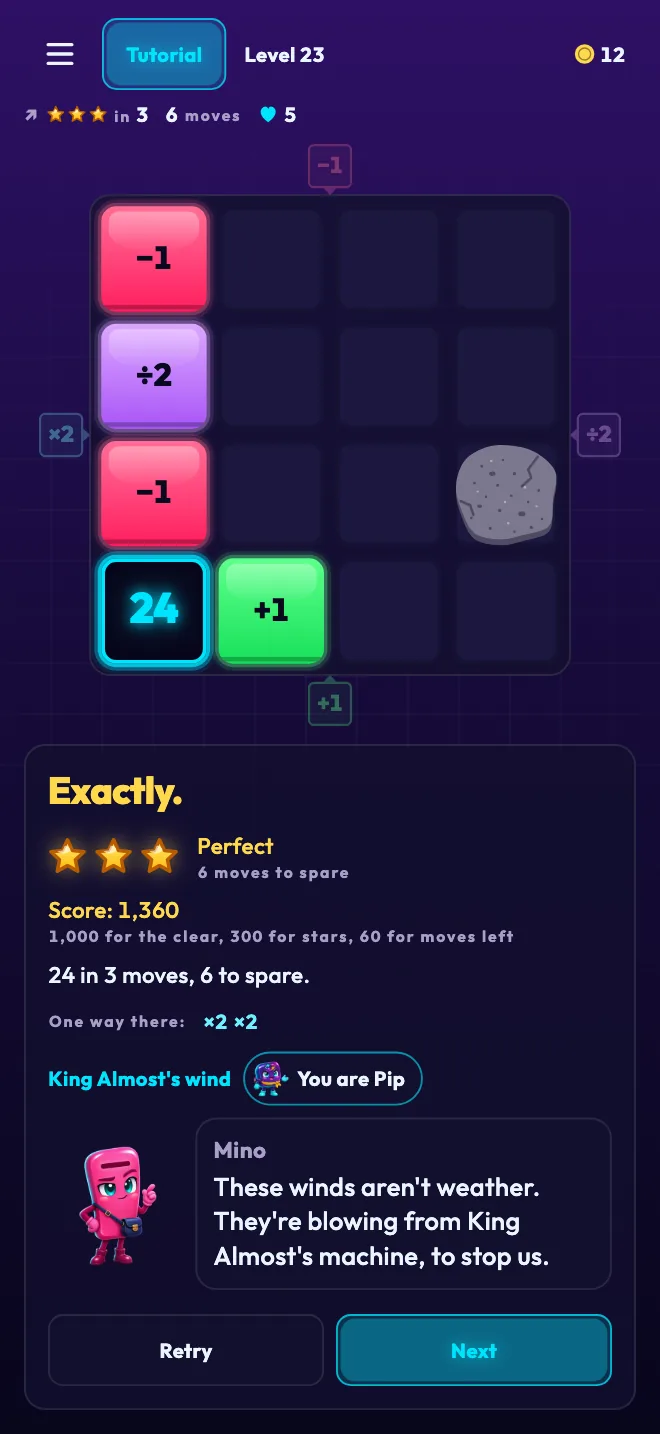 Tutorial
Level 23
12
in 3 6 moves 5
−1
−1
÷2
×2
÷2
−1
24
+1
+1
Exactly.
Perfect
6 moves to spare
Score: 1,360
1,000 for the clear, 300 for stars, 60 for moves left
24 in 3 moves, 6 to spare.
One way there: ×2 ×2
King Almost's wind
You are Pip
Mino
These winds aren't weather.
They're blowing from King
Almost's machine, to stop us.
Retry
Next